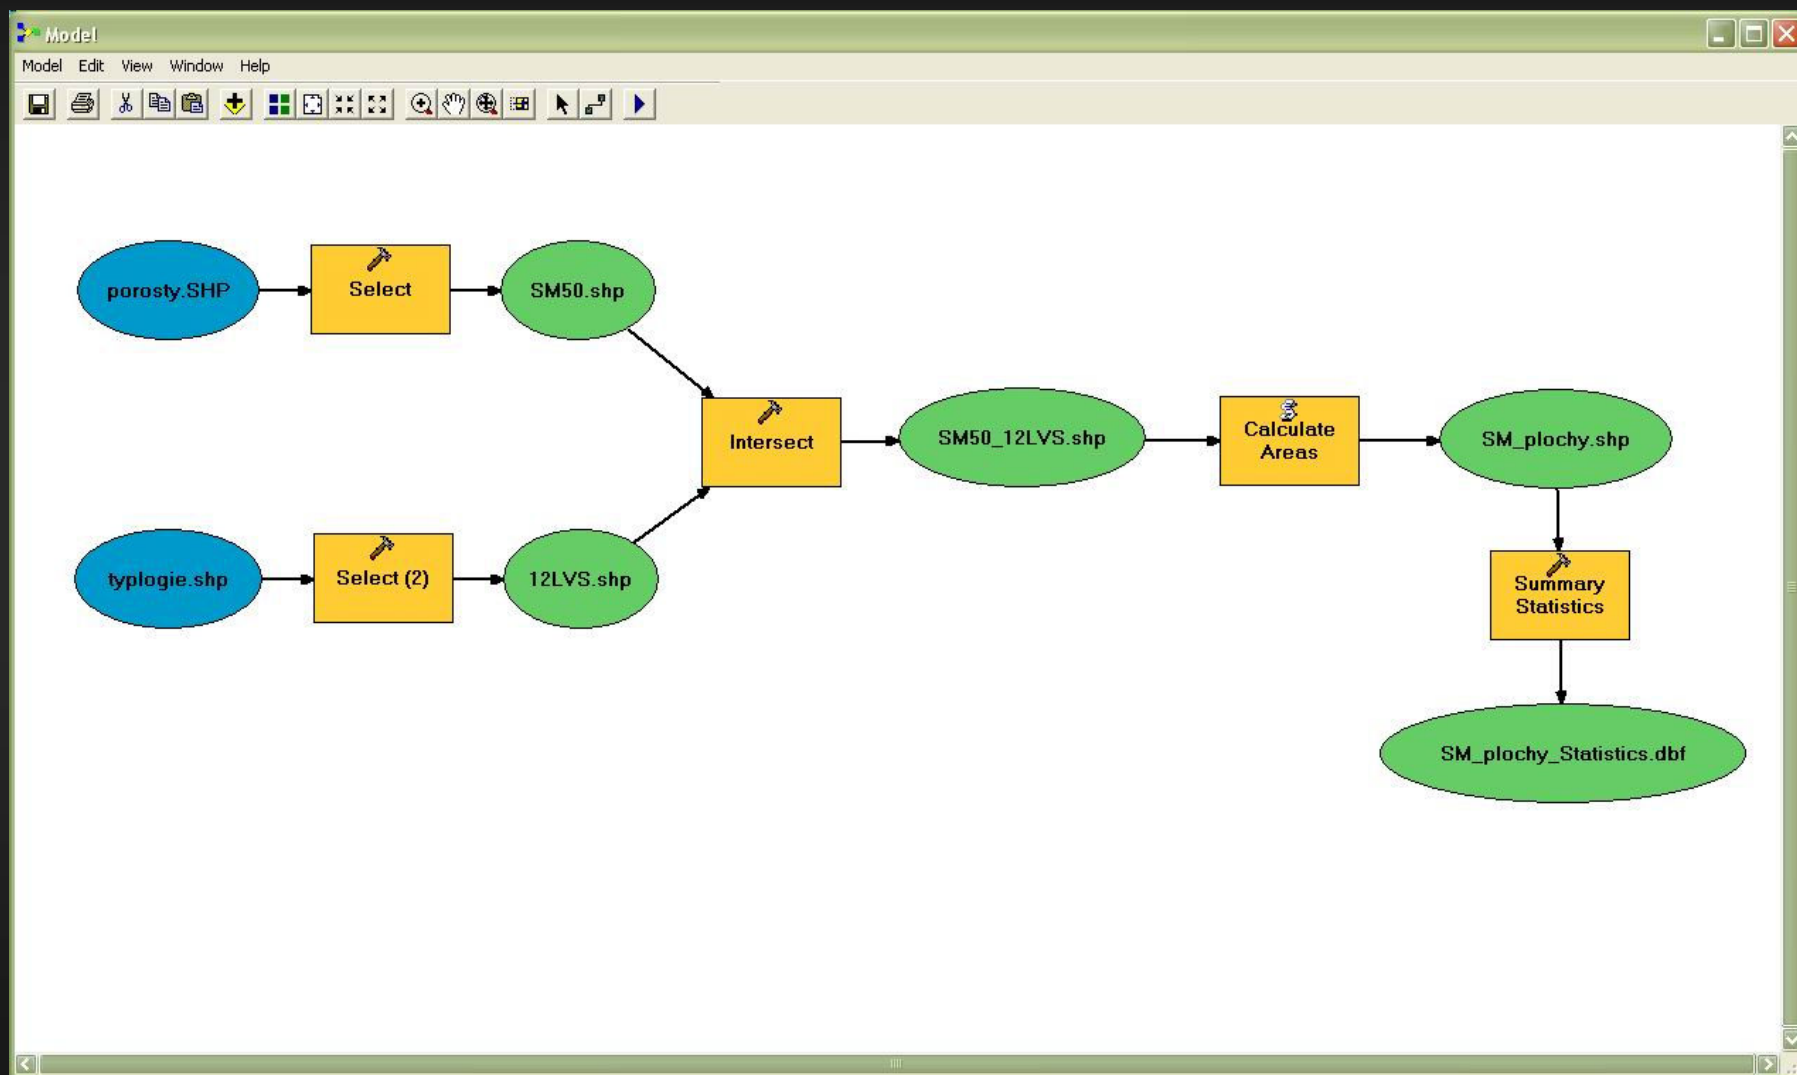 Model
Model Edit View Window Help
porosty.SHP
Select
SM50.shp
Intersect
SM50_12LVS.shp
Calculate
Areas
SM_plochy.shp
typlogie.shp
Select (2)
12LVS.shp
Summary
Statistics
SM_plochy_Statistics.dbf